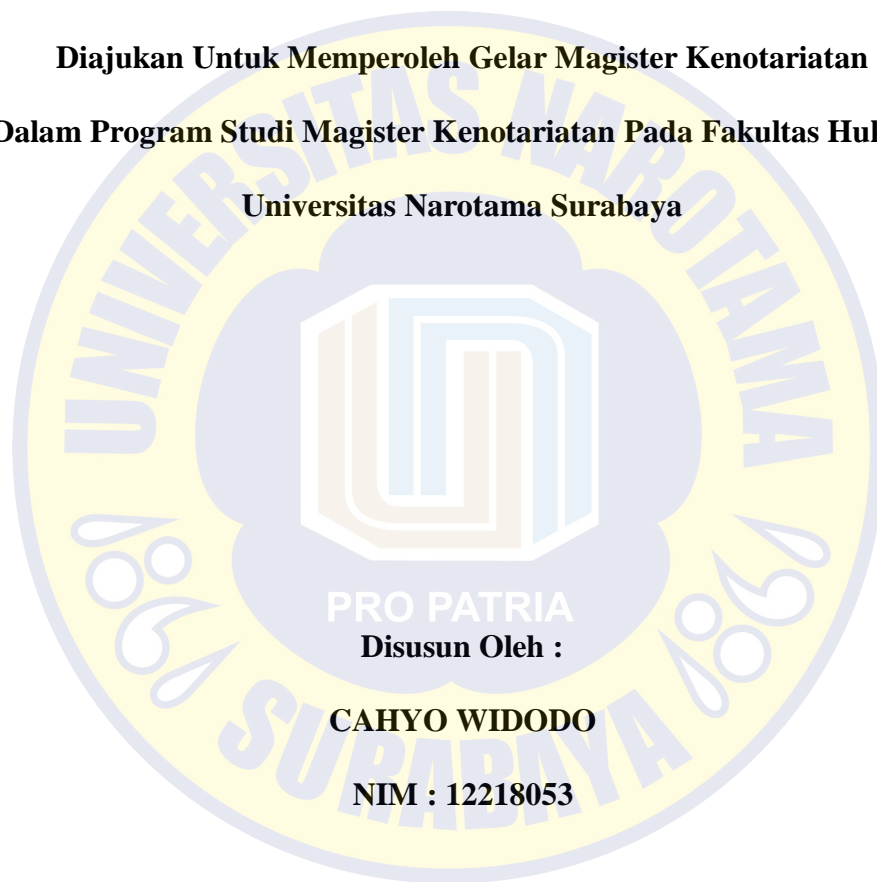 Diajukan Untuk Memperoleh Gelar Magister Kenotariatan
Dalam Program Studi Magister Kenotariatan Pada Fakultas
Universitas Narotama Surabaya
UNIVERSITAS NAROTAMA
PRO PATRIA
Disusun Oleh :
CAHYO WIDODO
NIM : 12218053
SURABAYA